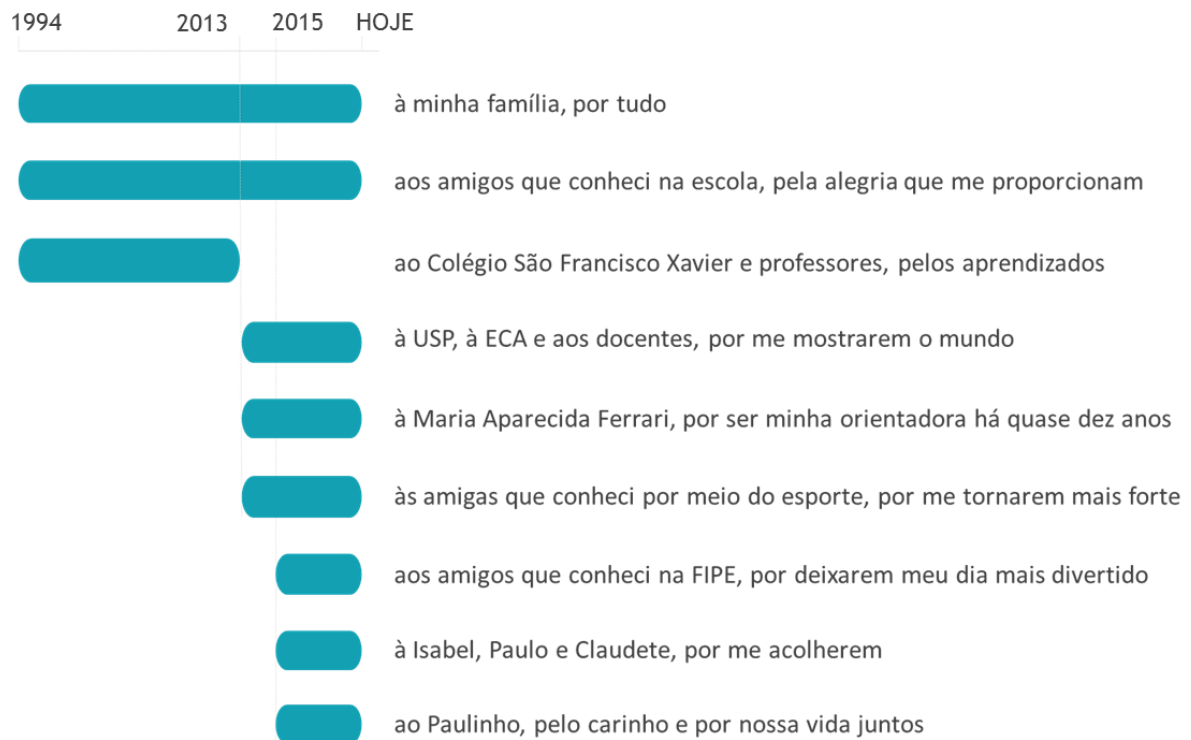 1994 2013 2015 HOJE
à minha família, por tudo
aos amigos que conheci na escola, pela alegria que me proporcionam
ao Colégio São Francisco Xavier e professores, pelos aprendizados
à USP, à ECA e aos docentes, por me mostrarem o mundo
à Maria Aparecida Ferrari, por ser minha orientadora há quase dez anos
às amigas que conheci por meio do esporte, por me tornarem mais forte
aos amigos que conheci na FIPE, por deixarem meu dia mais divertido
à Isabel, Paulo e Claudete, por me acolherem
ao Paulinho, pelo carinho e por nossa vida juntos